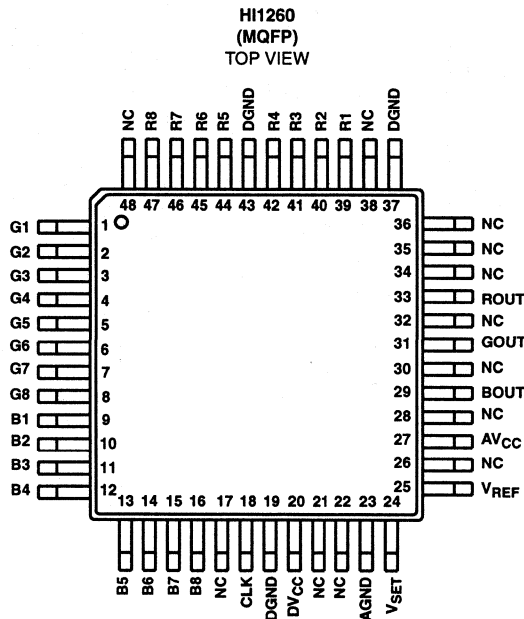 HI1260
(MQFP)
TOP VIEW
NC R8 R7 R6 R5 DGND R4 R3 R2 R1 NC DGND
48 47 46 45 44 43 42 41 40 39 38 37
G1 1 36 NC
G2 2 35 NC
G3 3 34 NC
G4 4 33 ROUT
G5 5 32 NC
G6 6 31 GOUT
G7 7 30 NC
G8 8 29 BOUT
B1 9 28 NC
B2 10 27 AVCC
B3 11 26 NC
B4 12 25 VREF
13 14 15 16 17 18 19 20 21 22 23 24
B5 B6 B7 B8 NC CLK DGND DVCC NC NC AGND VSET